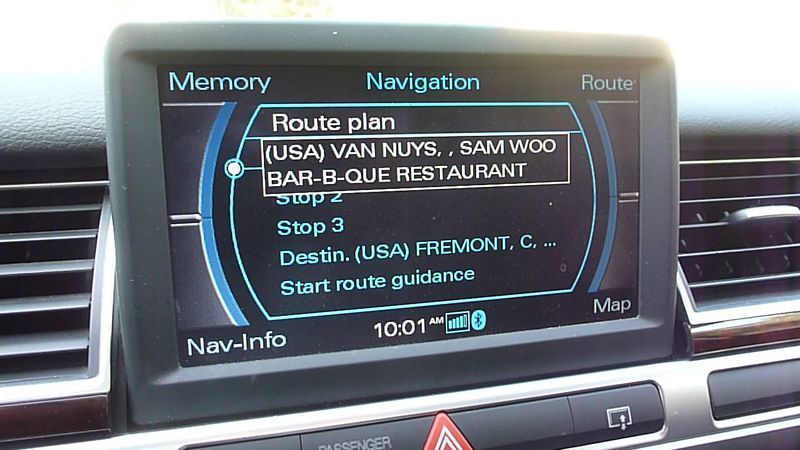 Memory Navigation Route
Route plan
(USA) VAN NUYS, , SAM WOO
BAR-B-QUE RESTAURANT
Stop 2
Stop 3
Destin. (USA) FREMONT, C, ...
Start route guidance
Nav-Info 10:01 AM Map
PASSENGER